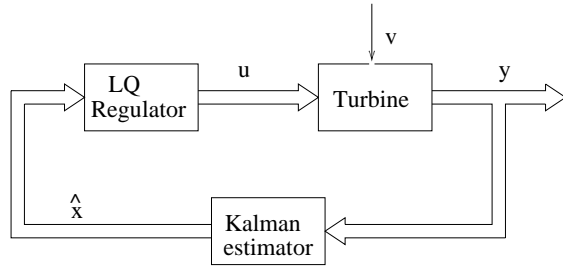 v
LQ
Regulator
u
Turbine
y
x̂
Kalman
estimator